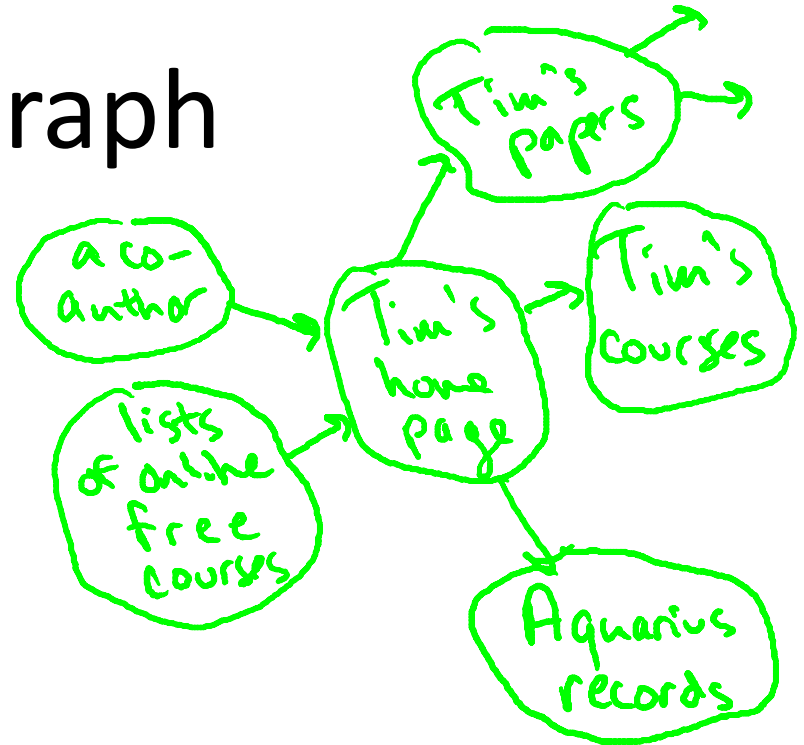 raph
Tim's
papers
a co-
author
Tim's
home
page
Tim's
courses
lists
of online
free
courses
Aquarius
records